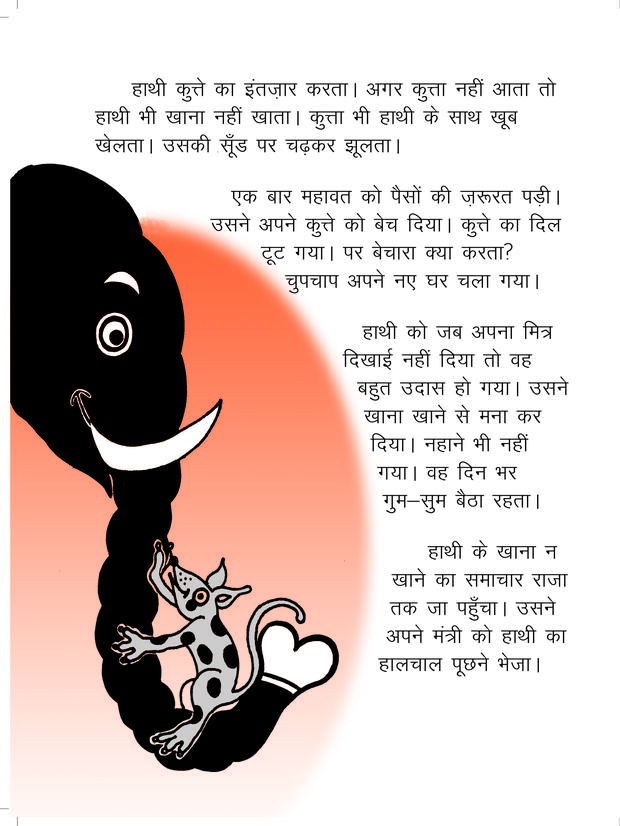 हाथी कुत्ते का इंतज़ार करता। अगर कुत्ता नहीं आता तो
हाथी भी खाना नहीं खाता। कुत्ता भी हाथी के साथ खूब
खेलता। उसकी सूँड पर चढ़कर झूलता।
एक बार महावत को पैसों की ज़रूरत पड़ी।
उसने अपने कुत्ते को बेच दिया। कुत्ते का दिल
टूट गया। पर बेचारा क्या करता?
चुपचाप अपने नए घर चला गया।
हाथी को जब अपना मित्र
दिखाई नहीं दिया तो वह
बहुत उदास हो गया। उसने
खाना खाने से मना कर
दिया। नहाने भी नहीं
गया। वह दिन भर
गुम–सुम बैठा रहता।
हाथी के खाना न
खाने का समाचार राजा
तक जा पहुँचा। उसने
अपने मंत्री को हाथी का
हालचाल पूछने भेजा।